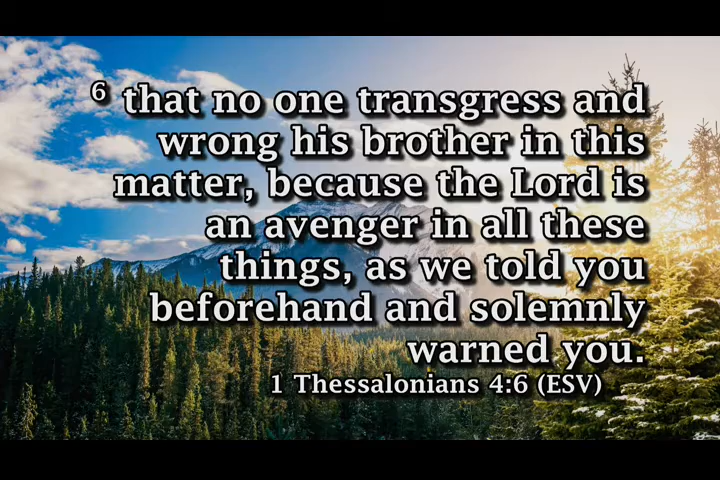 6 that no one transgress and
wrong his brother in this
matter, because the Lord is
an avenger in all these
things, as we told you
beforehand and solemnly
warned you.
1 Thessalonians 4:6 (ESV)